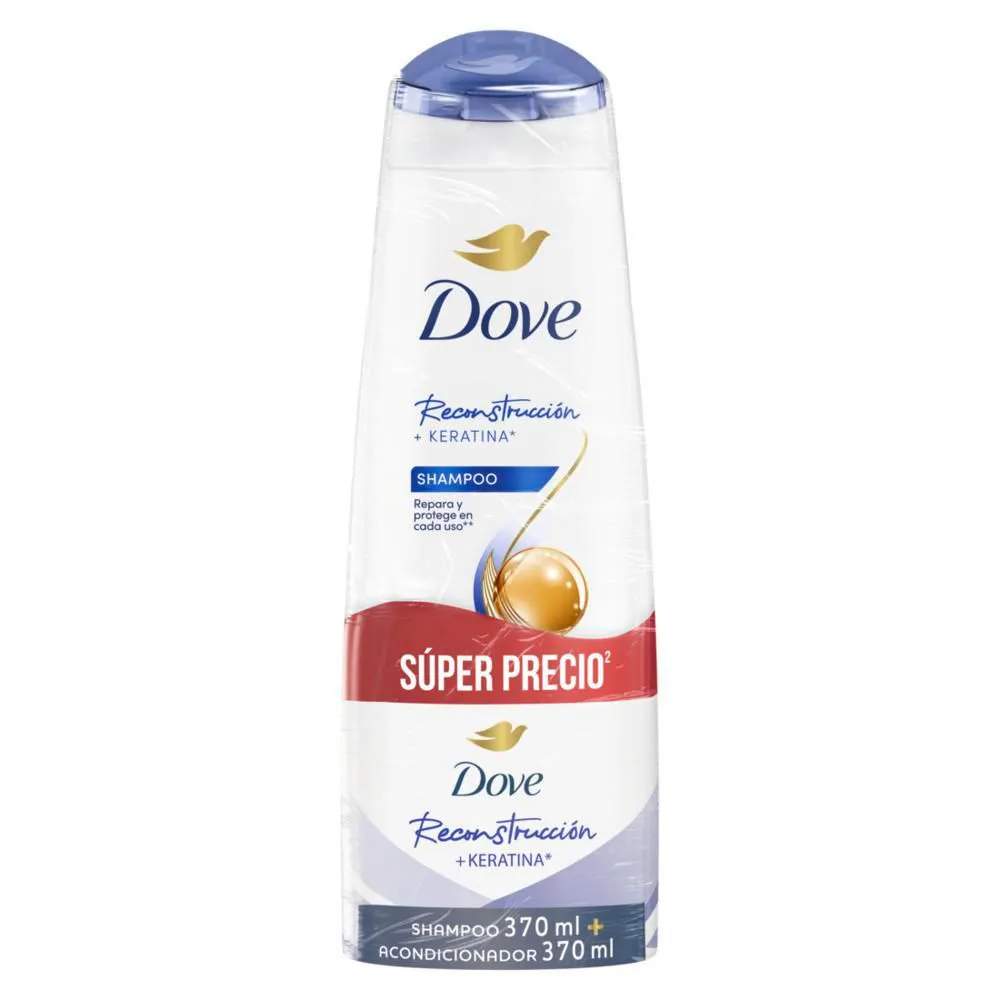 Dove
Reconstrucción
+ KERATINA*
SHAMPOO
Repara y
protege en
cada uso**
SÚPER PRECIO²
Dove
Reconstrucción
+KERATINA*
SHAMPOO 370 ml +
ACONDICIONADOR 370 ml